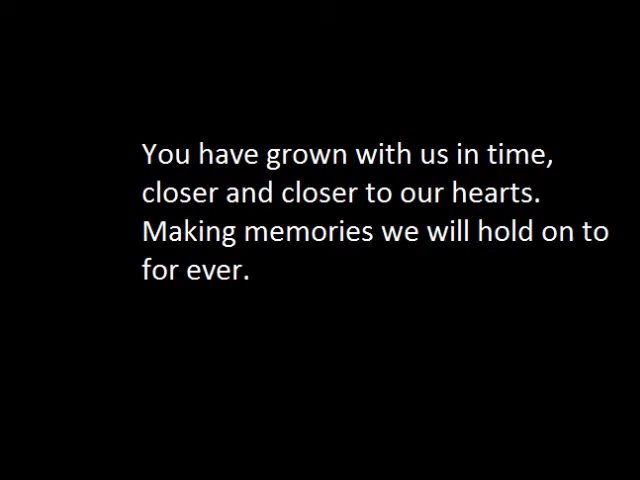 You have grown with us in time,
closer and closer to our hearts.
Making memories we will hold on to
for ever.